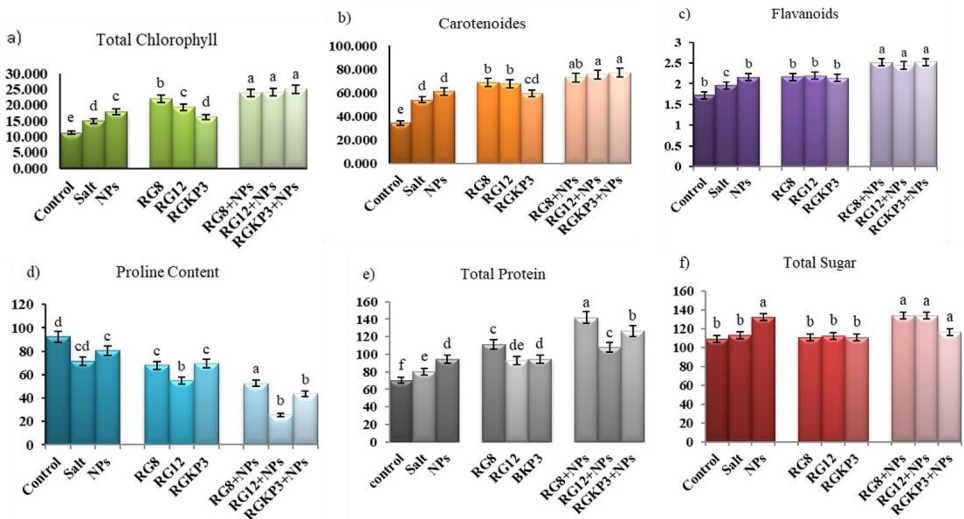 a) Total Chlorophyll
30.000
25.000
20.000
15.000
10.000
5.000
0.000
e d c b c d a a a
Control Salt NPs RG8 RG12 RGKP3 RG8+NPs RG12+NPs RGKP3+NPs
b) Carotenoides
100.000
80.000
60.000
40.000
20.000
0.000
e d d b b cd ab a a
Control Salt NPs RG8 RG12 RGKP3 RG8+NPs RG12+NPs RGKP3+NPs
c) Flavanoids
3
2.5
2
1.5
1
0.5
0
b c b b b b a a a
Control Salt NPs RG8 RG12 RGKP3 RG8+NPs RG12+NPs RGKP3+NPs
d) Proline Content
120
100
80
60
40
20
0
d cd c c b c a b b
Control Salt NPs RG8 RG12 RGKP3 RG8+NPs RG12+NPs RGKP3+NPs
e) Total Protein
160
140
120
100
80
60
40
20
0
f e d c de d a c b
control Salt NPs RG8 RG12 BKP3 RG8+NPs RG12+NPs RGKP3+NPs
f) Total Sugar
160
140
120
100
80
60
40
20
0
b b a b b b a a a
Control Salt NPs RG8 RG12 RGKP3 RG8+NPs RG12+NPs RGKP3+NPs